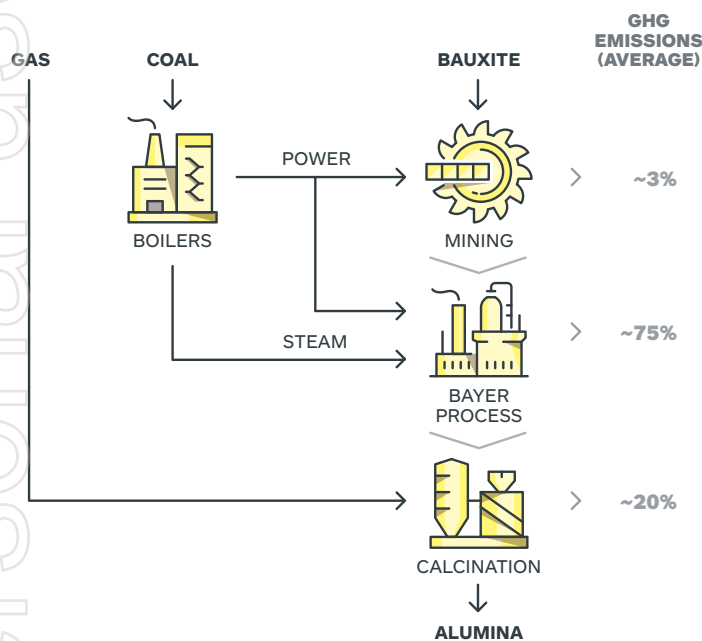 GHG
EMISSIONS
(AVERAGE)
GAS
COAL
BAUXITE
POWER
~3%
BOILERS
MINING
STEAM
~75%
BAYER
PROCESS
~20%
CALCINATION
ALUMINA